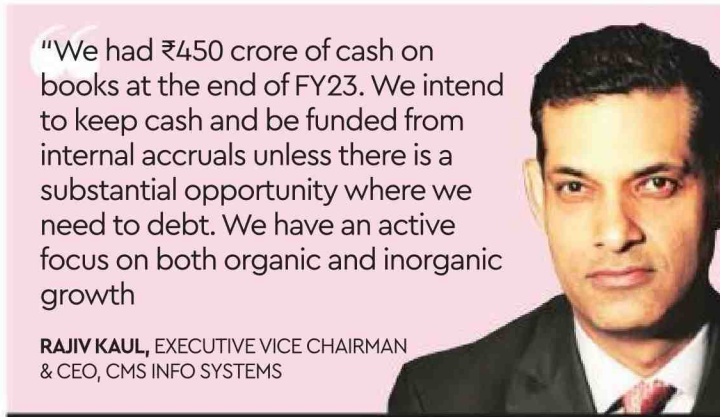 “We had ₹450 crore of cash on
books at the end of FY23. We intend
to keep cash and be funded from
internal accruals unless there is a
substantial opportunity where we
need to debt. We have an active
focus on both organic and inorganic
growth
RAJIV KAUL, EXECUTIVE VICE CHAIRMAN
& CEO, CMS INFO SYSTEMS